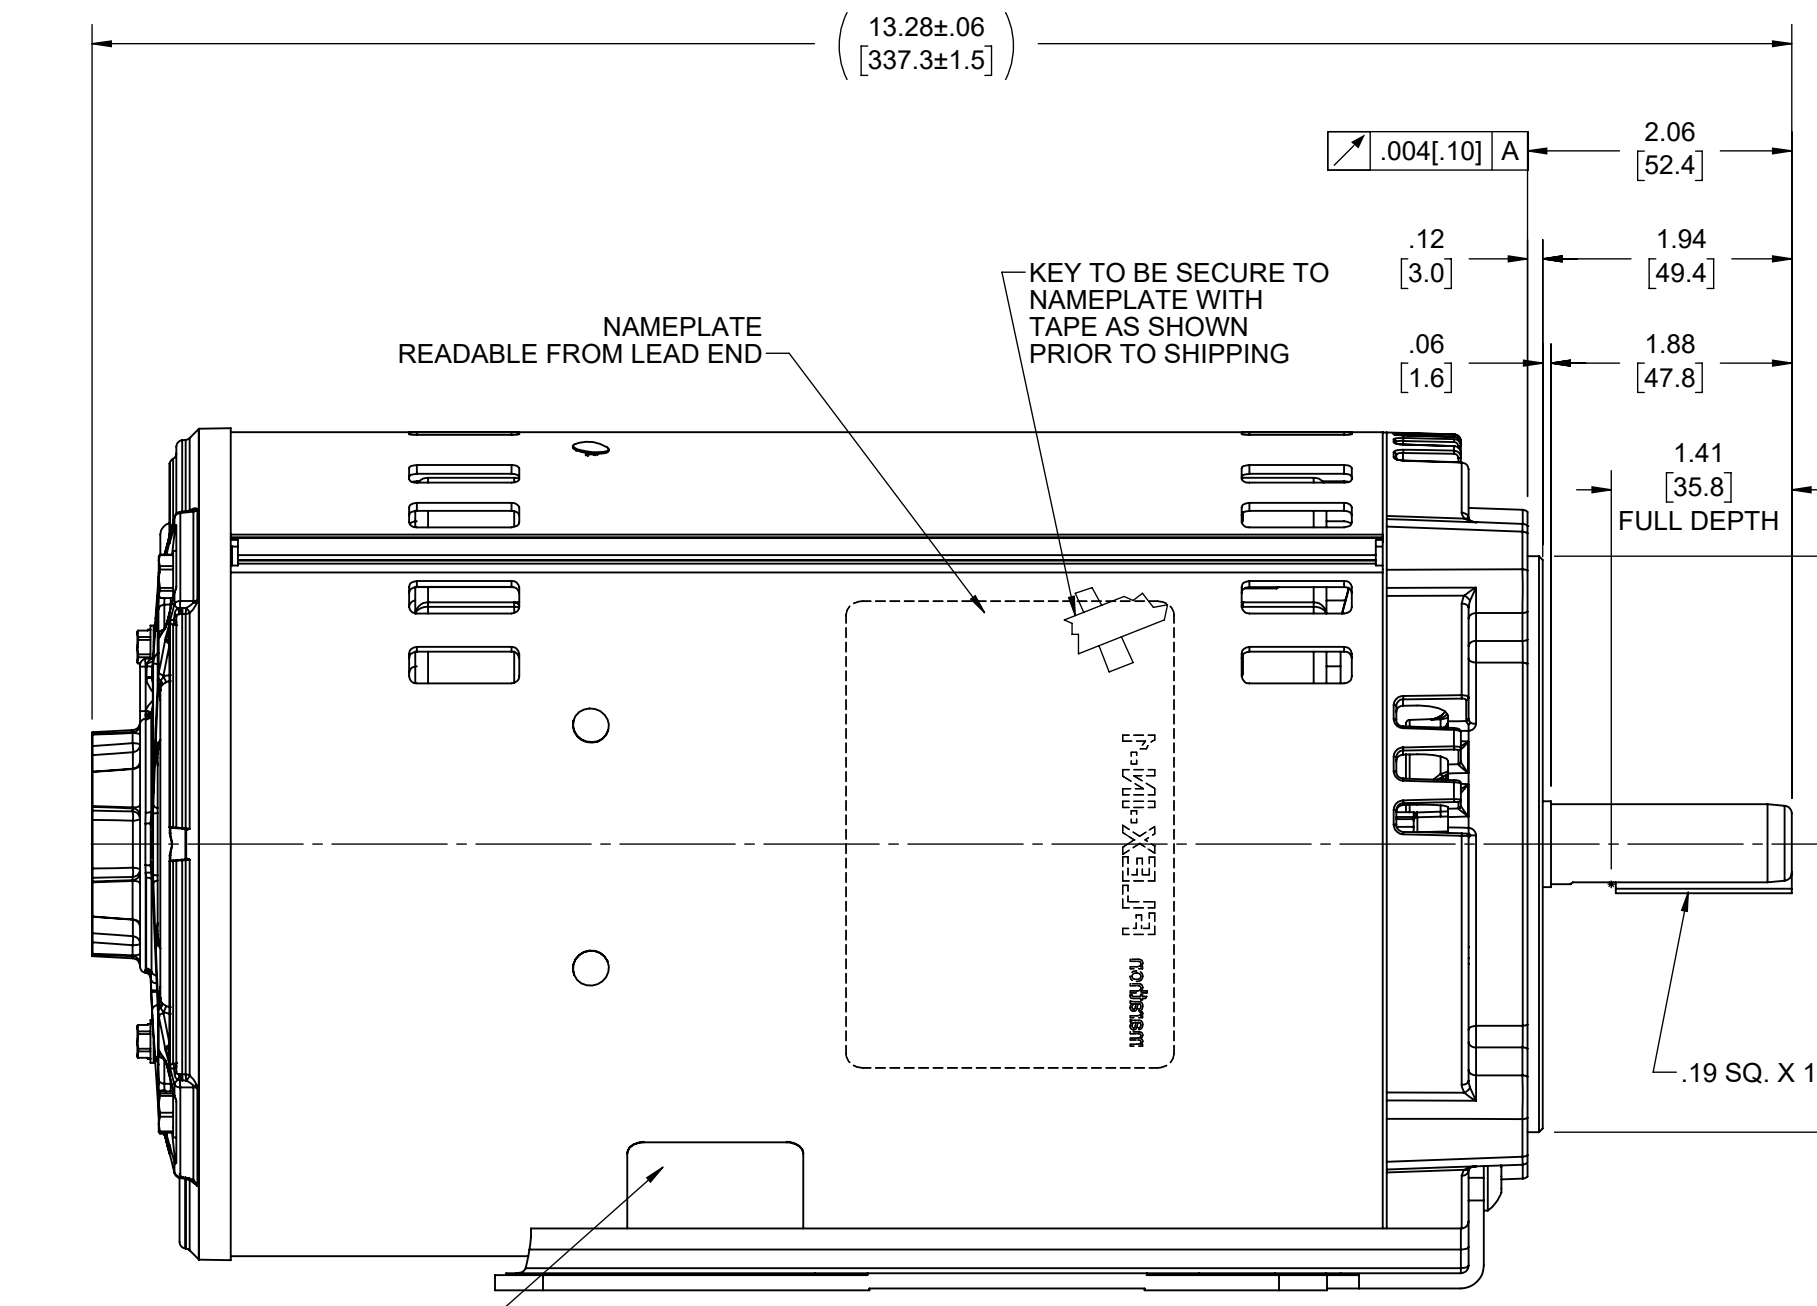 13.28±.06
[337.3±1.5]
.004[.10] A
2.06
[52.4]
.12
[3.0]
1.94
[49.4]
KEY TO BE SECURE TO
NAMEPLATE WITH
TAPE AS SHOWN
PRIOR TO SHIPPING
NAMEPLATE
READABLE FROM LEAD END
.06
[1.6]
1.88
[47.8]
1.41
[35.8]
FULL DEPTH
northern
.19 SQ. X 1